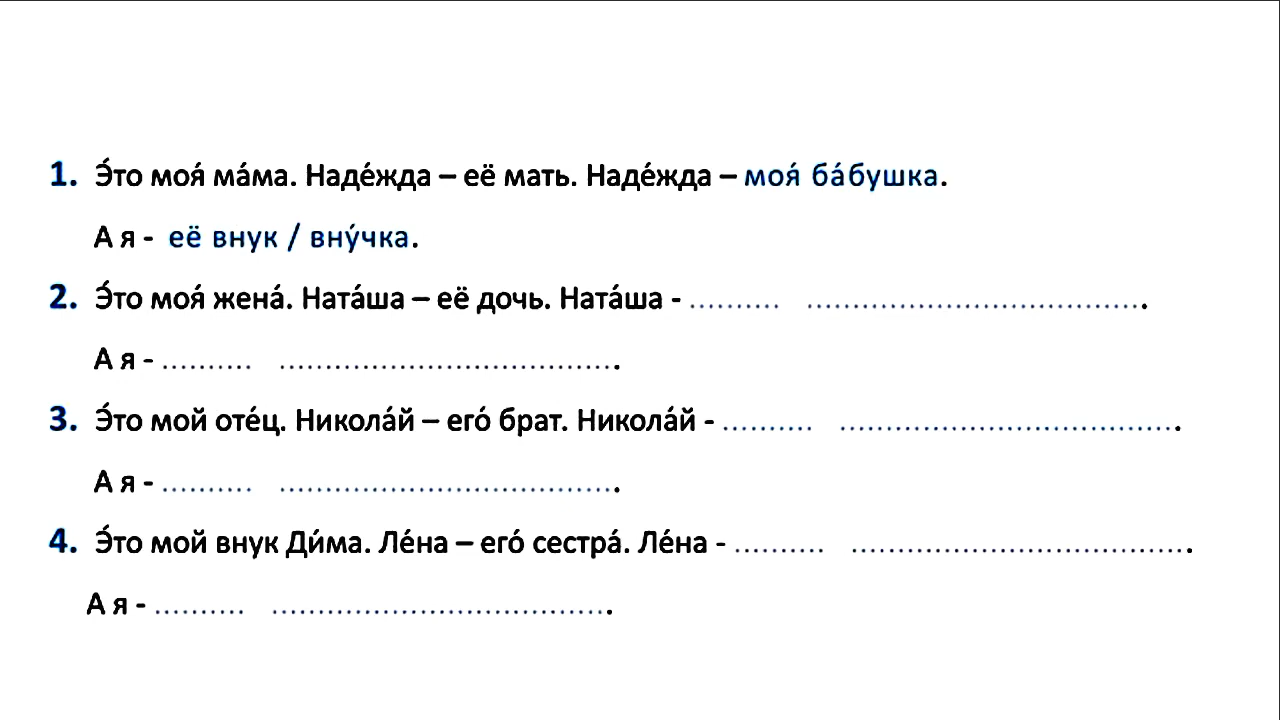 1. Э́то моя́ ма́ма. Наде́жда – её мать. Наде́жда – моя́ ба́бушка.
А я - её внук / вну́чка.
2. Э́то моя́ жена́. Ната́ша – её дочь. Ната́ша - .......... .....................................
А я - .......... .....................................
3. Э́то мой оте́ц. Никола́й – его́ брат. Никола́й - .......... .....................................
А я - .......... .....................................
4. Э́то мой внук Ди́ма. Ле́на – его́ сестра́. Ле́на - .......... .....................................
А я - .......... .....................................